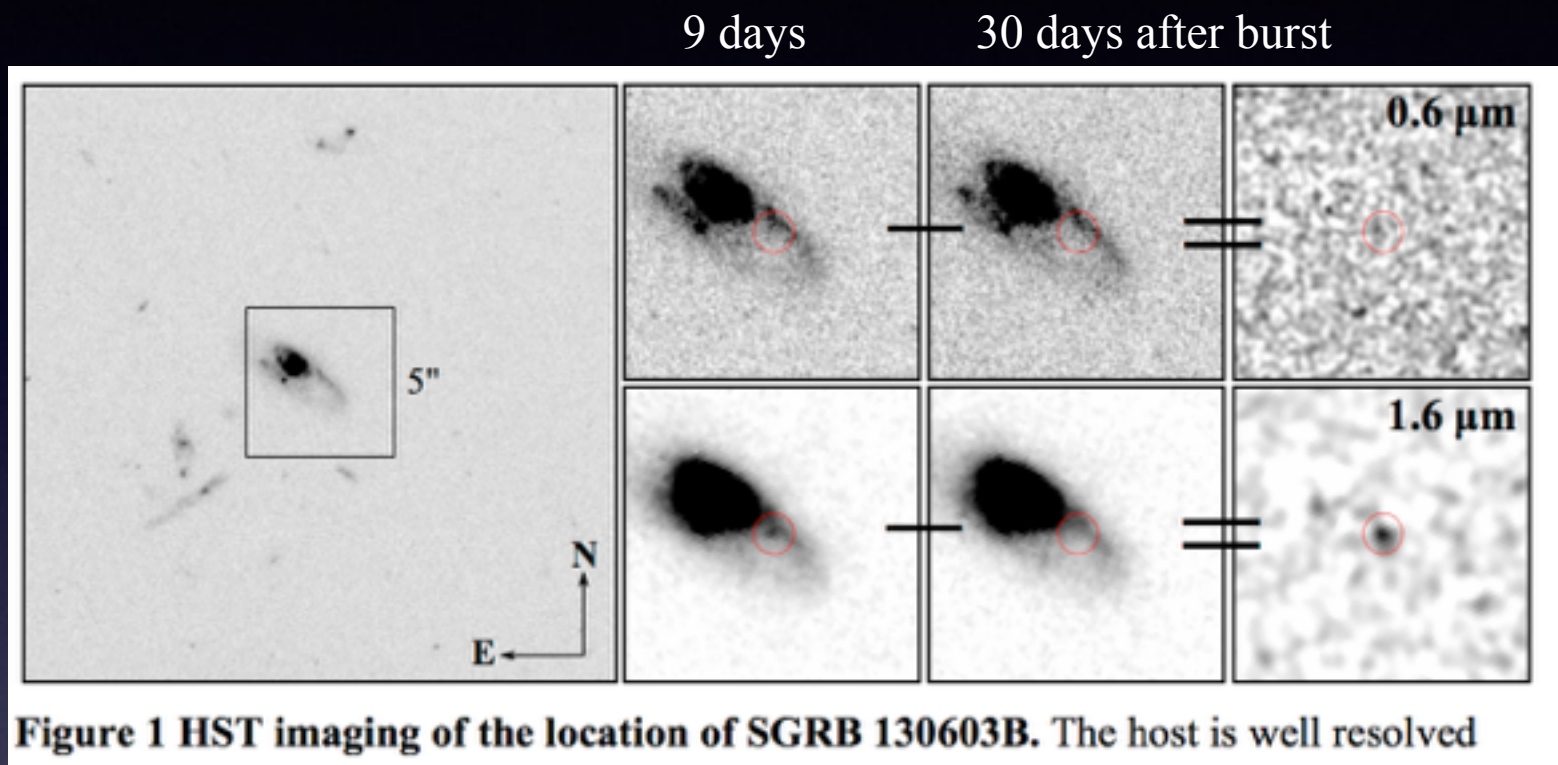 9 days 30 days after burst
0.6 µm
5"
1.6 µm
N
E
Figure 1 HST imaging of the location of SGRB 130603B. The host is well resolved